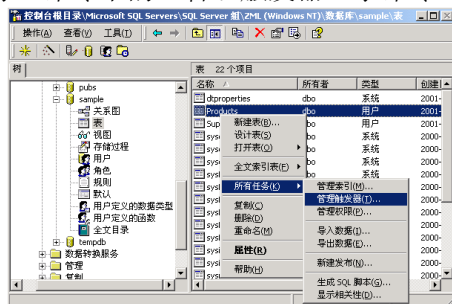 控制台根目录\Microsoft SQL Servers\SQL Server 组\ZML (Windows NT)\数据库\sample\表
操作(A) 查看(V) 工具(T)
树
表 22 个项目
pubs
sample
关系图
表
视图
存储过程
用户
角色
规则
默认
用户定义的数据类型
用户定义的函数
全文目录
tempdb
数据转换服务
管理
复制
名称 所有者 类型 创建
dtproperties dbo 系统 2001-
Products dbo 用户 2001-
Sup 用户 2001-
系统 2000-
新建表(B)...
设计表(S)
打开表(O)
全文索引表(F)
所有任务(K)
复制(C)
删除(D)
重命名(M)
属性(R)
帮助(H)
管理索引(M)...
管理触发器(T)...
管理权限(P)...
导入数据(I)...
导出数据(E)...
新建发布(N)...
生成 SQL 脚本(G)...
显示相关性(D)...